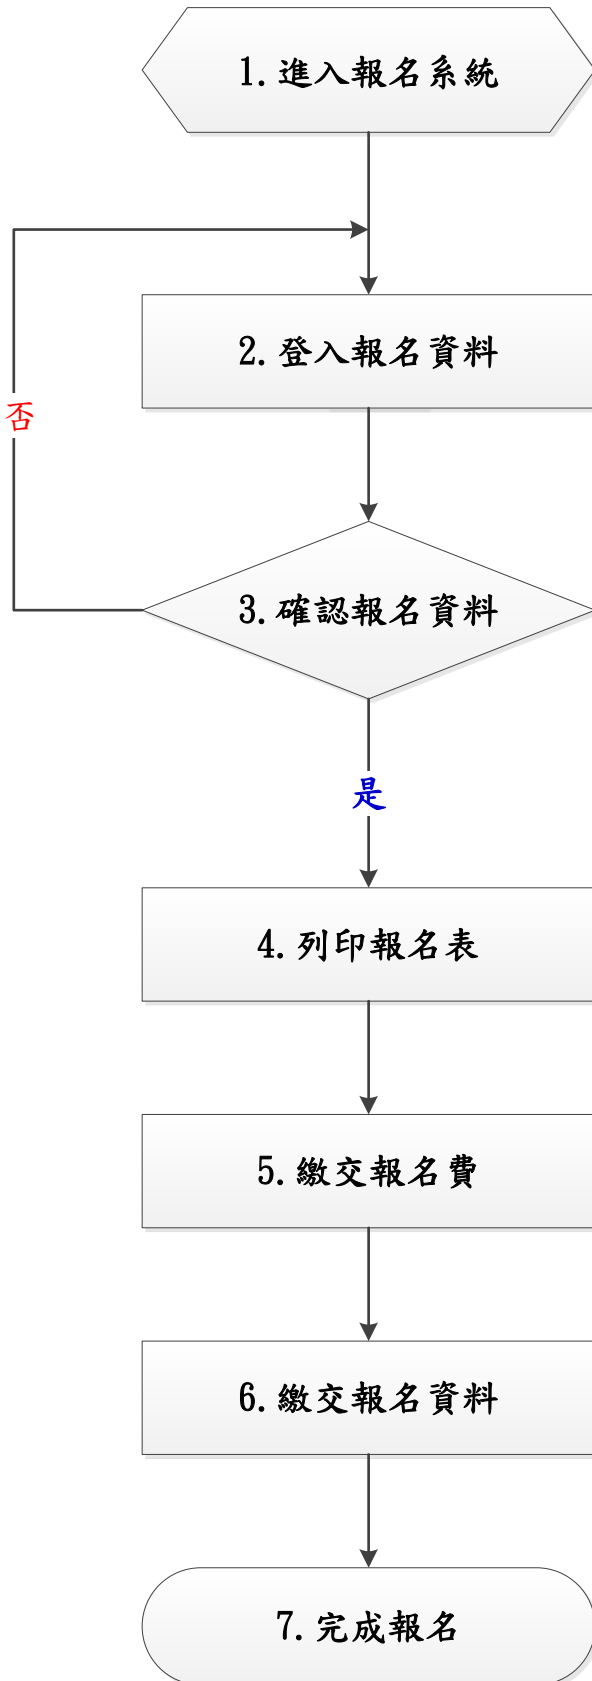 1. 進入報名系統
2. 登入報名資料
否
3. 確認報名資料
是
4. 列印報名表
5. 繳交報名費
6. 繳交報名資料
7. 完成報名